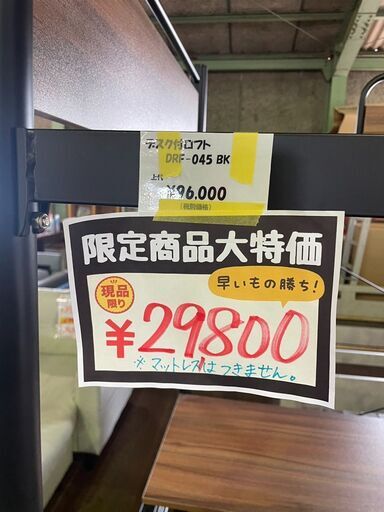 デスク付ロフト
DRF-045 BK
上代
¥96,000
(税別価格)
限定商品大特価
現品
限り
早いもの勝ち!
¥29800
※マットレスはつきません。